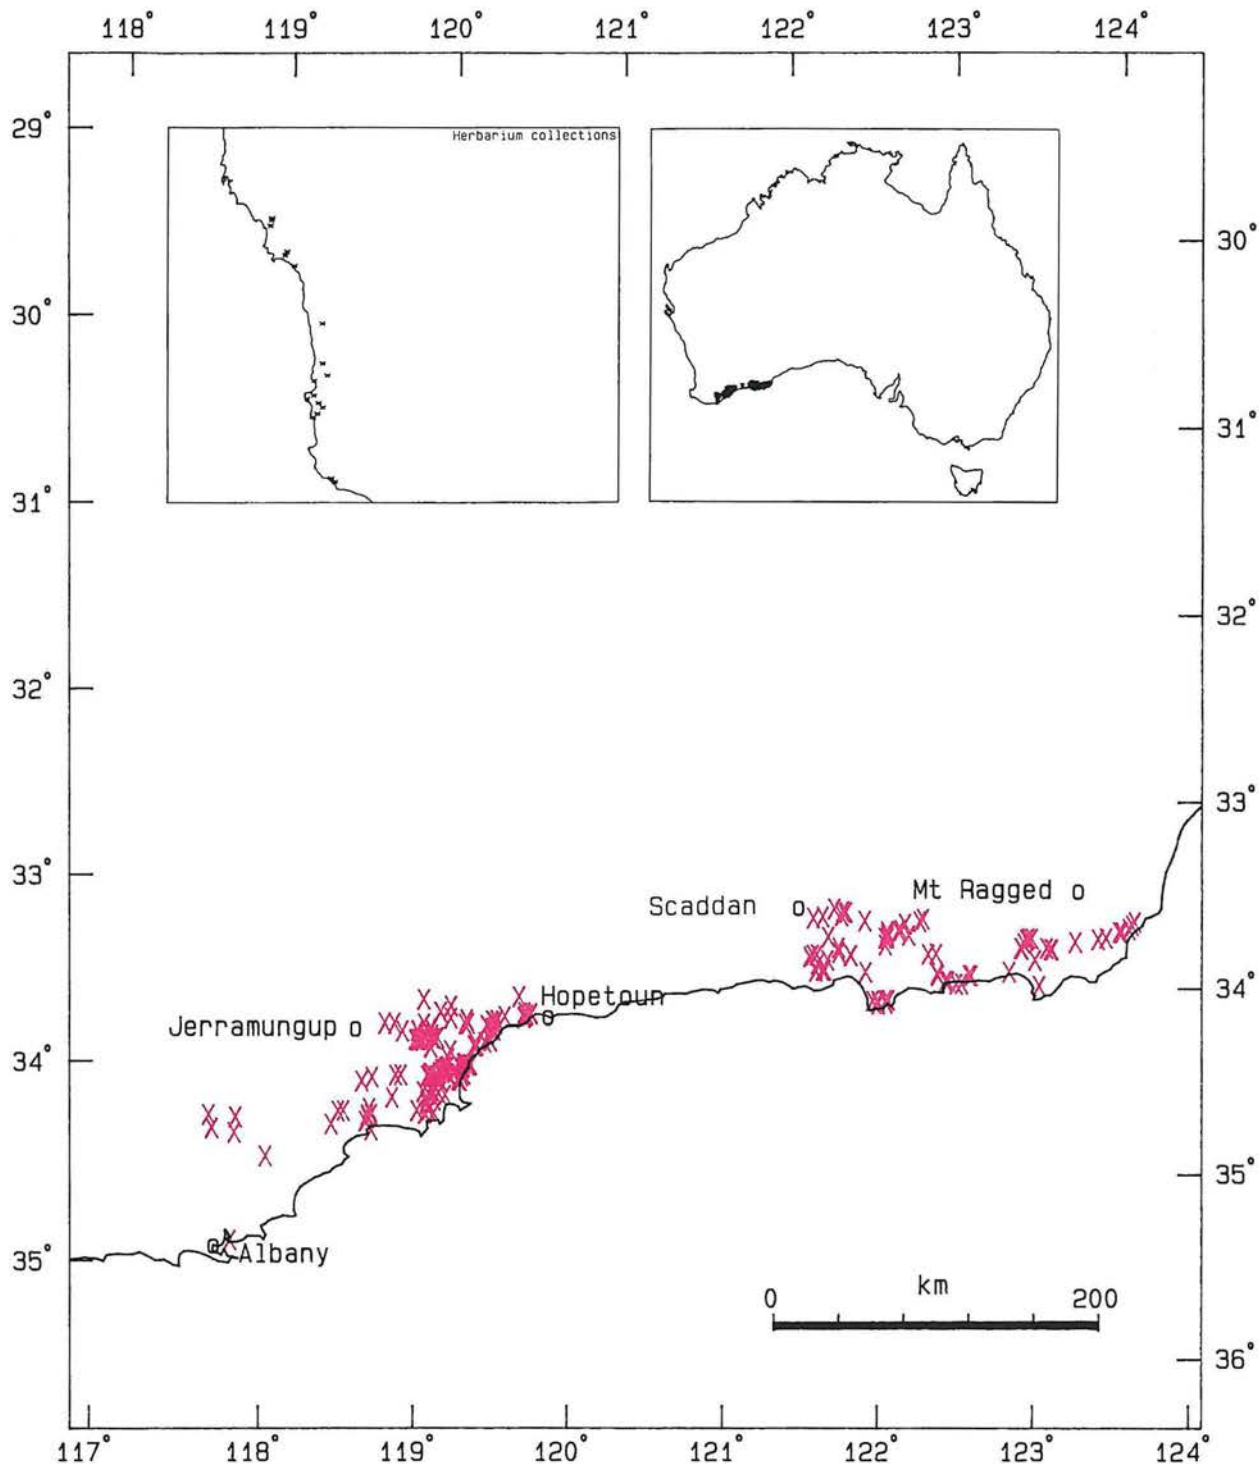 118° 119° 120° 121° 122° 123° 124°
29°
Herbarium collections
30°
30°
31°
31°
32°
32°
33°
33°
Mt Ragged o
Scaddan o
34°
Hopetoun
Jerramungup o
34°
35°
Albany
35°
km
0 200
36°
117° 118° 119° 120° 121° 122° 123° 124°